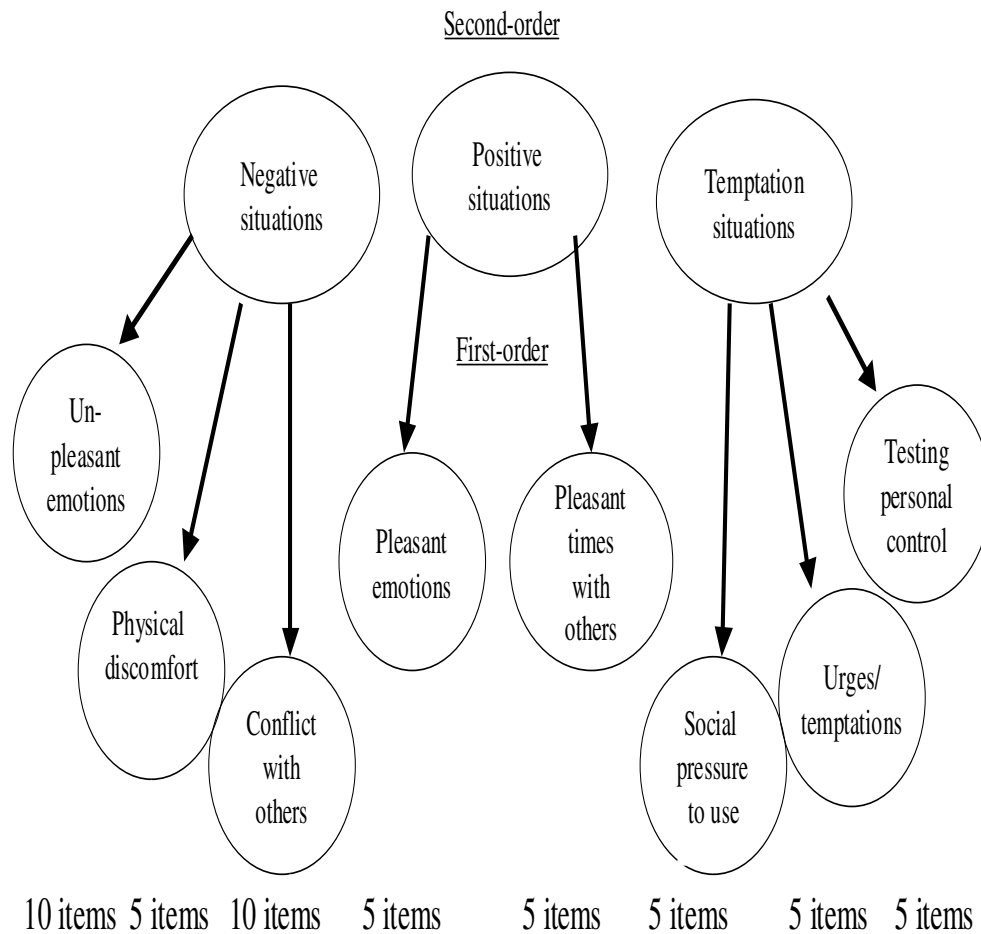 Second-order
Negative
situations
Positive
situations
Temptation
situations
First-order
Un-
pleasant
emotions
Physical
discomfort
Conflict
with
others
Pleasant
emotions
Pleasant
times
with
others
Social
pressure
to use
Urges/
temptations
Testing
personal
control
10 items 5 items 10 items 5 items 5 items 5 items 5 items 5 items